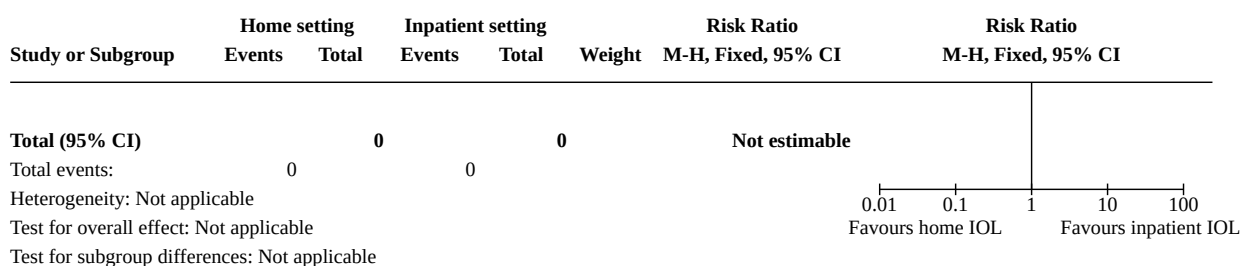 Home setting Inpatient setting Risk Ratio Risk Ratio
Study or Subgroup Events Total Events Total Weight M-H, Fixed, 95% CI M-H, Fixed, 95% CI
Total (95% CI) 0 0 Not estimable
Total events: 0 0
Heterogeneity: Not applicable
0.01 0.1 1 10 100
Test for overall effect: Not applicable Favours home IOL Favours inpatient IOL
Test for subgroup differences: Not applicable